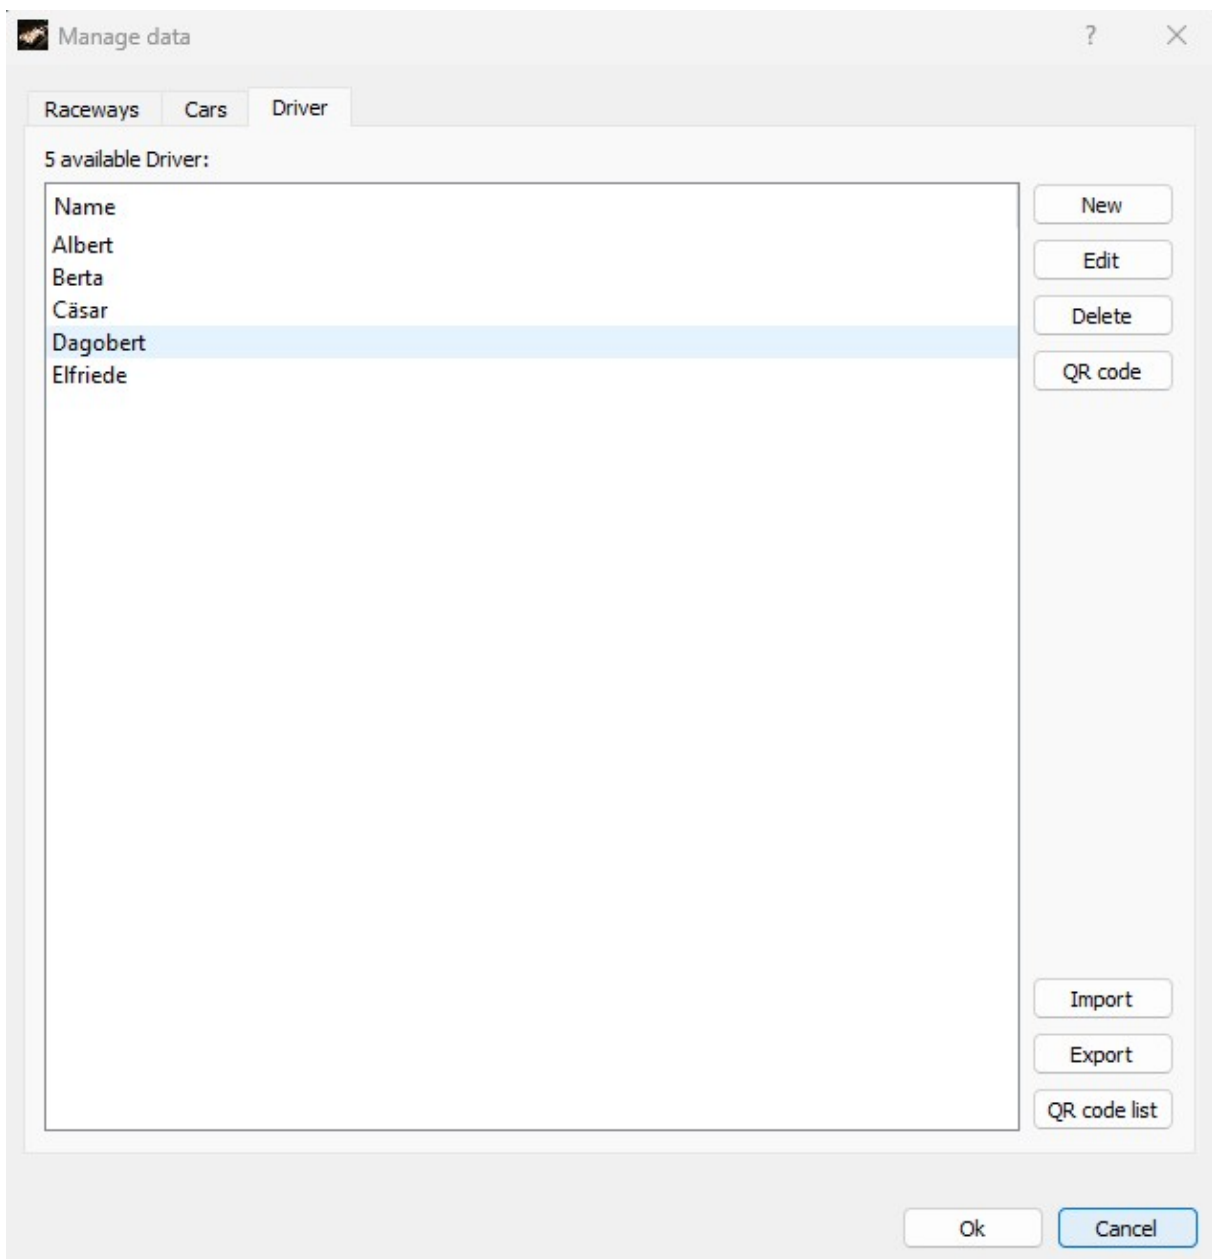 Manage data ?
Raceways Cars Driver
5 available Driver:
Name
Albert
Berta
Cäsar
Dagobert
Elfriede
New
Edit
Delete
QR code
Import
Export
QR code list
Ok Cancel